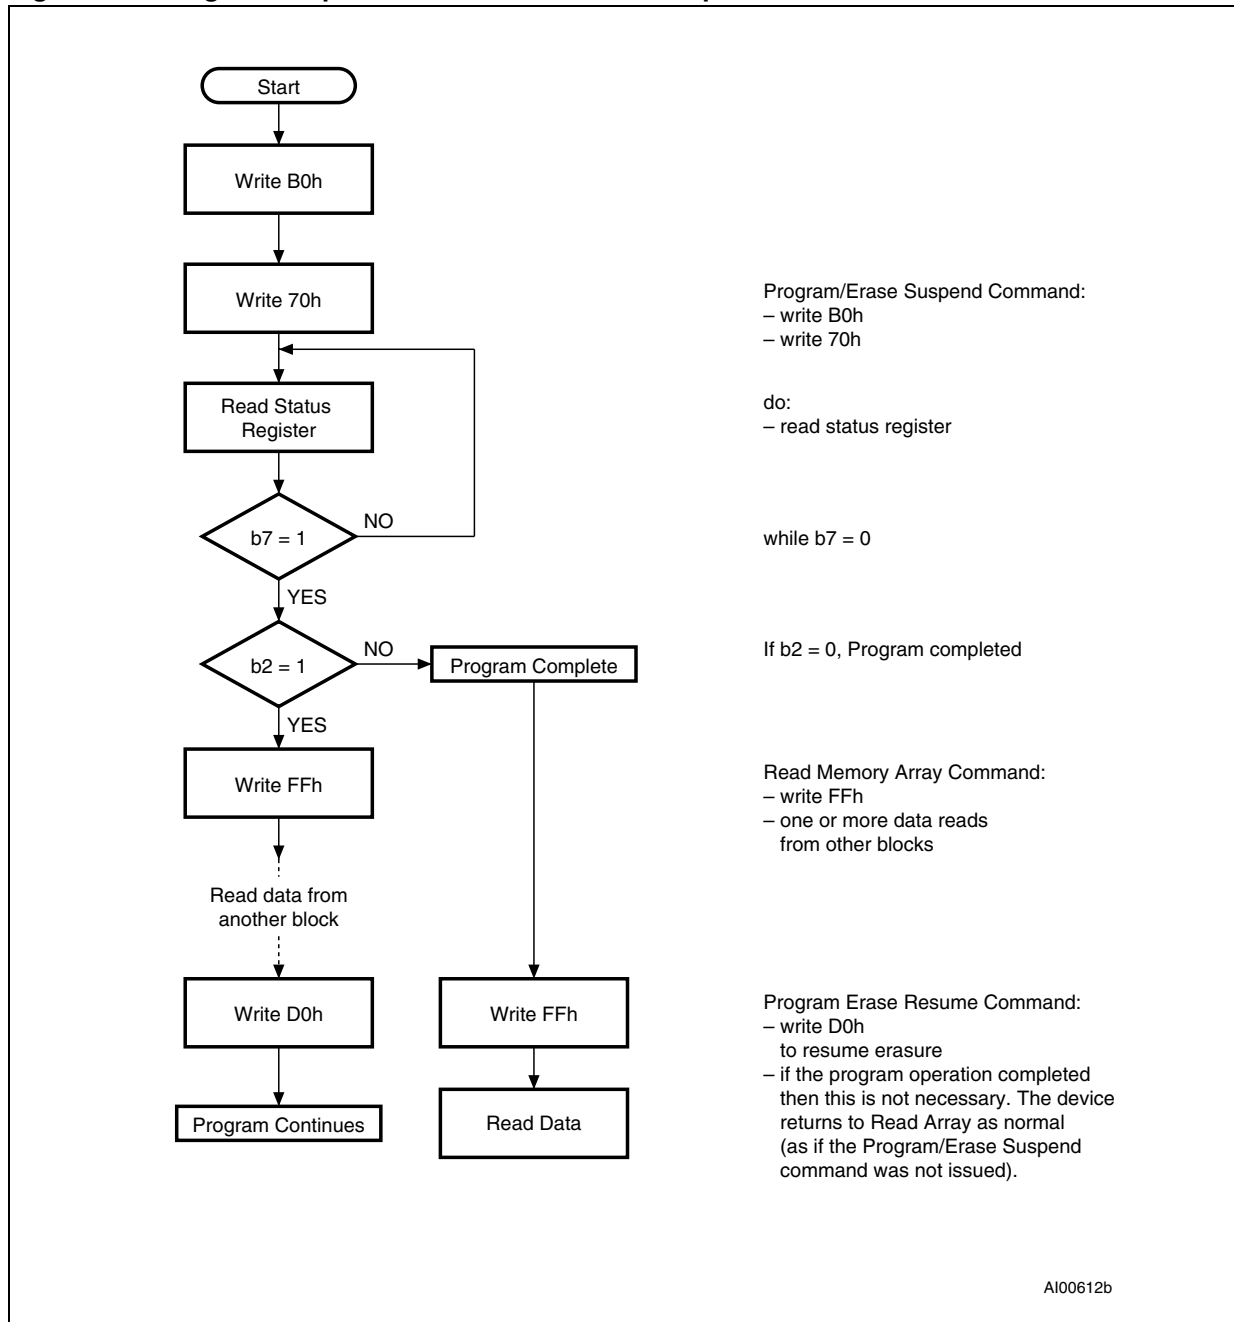 Start
Write B0h
Write 70h
Read Status
Register
b7 = 1
NO
YES
b2 = 1
NO
Program Complete
YES
Write FFh
Read data from
another block
Write D0h
Write FFh
Program Continues
Read Data
Program/Erase Suspend Command:
– write B0h
– write 70h
do:
– read status register
while b7 = 0
If b2 = 0, Program completed
Read Memory Array Command:
– write FFh
– one or more data reads
from other blocks
Program Erase Resume Command:
– write D0h
to resume erasure
– if the program operation completed
then this is not necessary. The device
returns to Read Array as normal
(as if the Program/Erase Suspend
command was not issued).
AI00612b